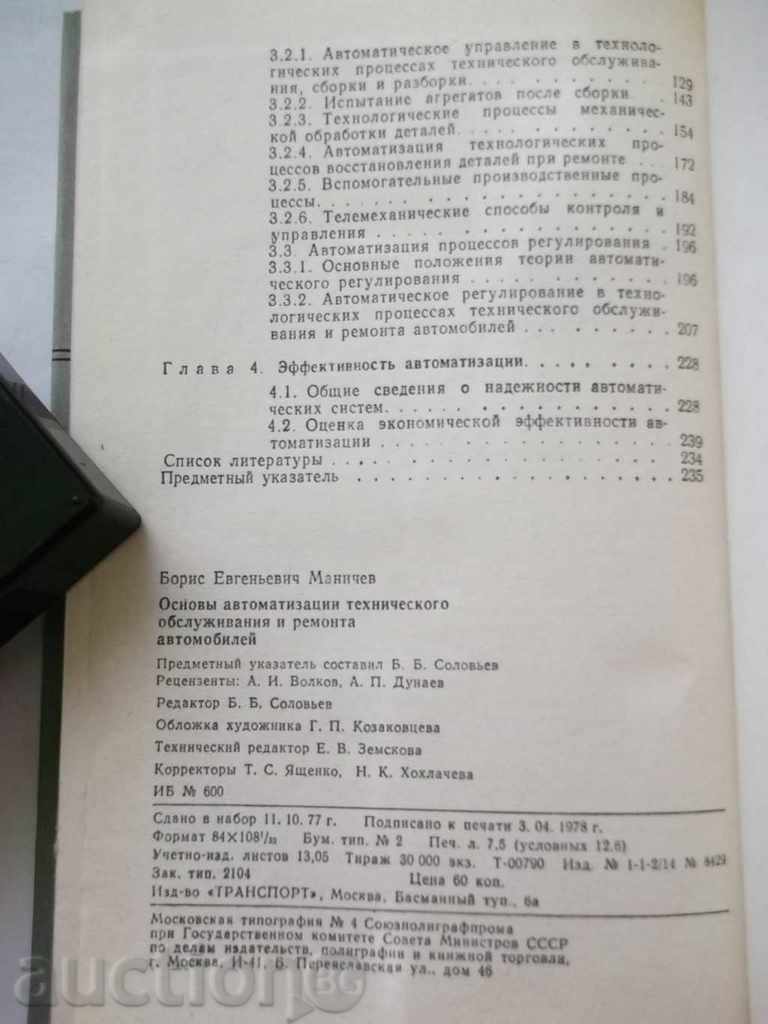 3.2.1. Автоматическое управление в техноло-
гических процессах технического обслужива-
ния, сборки и разборки. . . . . . . . . 129
3.2.2. Испытание агрегатов после сборки . . 143
3.2.3. Технологические процессы механичес-
кой обработки деталей. . . . . . . . . 154
3.2.4. Автоматизация технологических про-
цессов восстановления деталей при ремонте . . 172
3.2.5. Вспомогательные производственные про-
цессы. . . . . . . . . . . . . . . 184
3.2.6. Телемеханические способы контроля и
управления . . . . . . . . . . . . . 192
3.3. Автоматизация процессов регулирования . 196
3.3.1. Основные положения теории автомати-
ческого регулирования . . . . . . . . . 196
3.3.2. Автоматическое регулирование в техно-
логических процессах технического обслужи-
вания и ремонта автомобилей . . . . . . . 207
Глава 4. Эффективность автоматизации. . . . . . . 228
4.1. Общие сведения о надежности автомати-
ческих систем. . . . . . . . . . . . . 228
4.2. Оценка экономической эффективности ав-
томатизации . . . . . . . . . . . . . 239
Список литературы . . . . . . . . . . . . . . . 234
Предметный указатель . . . . . . . . . . . . . . 235
Борис Евгеньевич Маничев
Основы автоматизации технического
обслуживания и ремонта
автомобилей
Предметный указатель составил Б. Б. Соловьев
Рецензенты: А. И. Волков, А. П. Дунаев
Редактор Б. Б. Соловьев
Обложка художника Г. П. Козаковцева
Технический редактор Е. В. Земскова
Корректоры Т. С. Ященко, Н. К. Хохлачева
ИБ № 600
Сдано в набор 11. 10. 77 г. Подписано к печати 3. 04. 1978 г.
Формат 84×108¹/₃₂ Бум. тип. № 2 Печ. л. 7,5 (условных 12,6)
Учетно-изд. листов 13,05 Тираж 30 000 экз. Т-00790 Изд. № 1-1-2/14 № 8429
Зак. тип. 2104 Цена 60 коп.
Изд-во «ТРАНСПОРТ», Москва, Басманный туп., 6а
Московская типография № 4 Союзполиграфпрома
при Государственном комитете Совета Министров СССР
по делам издательств, полиграфии и книжной торговли,
г. Москва, И-41, Б. Переяславская ул., дом 46
auction.BG